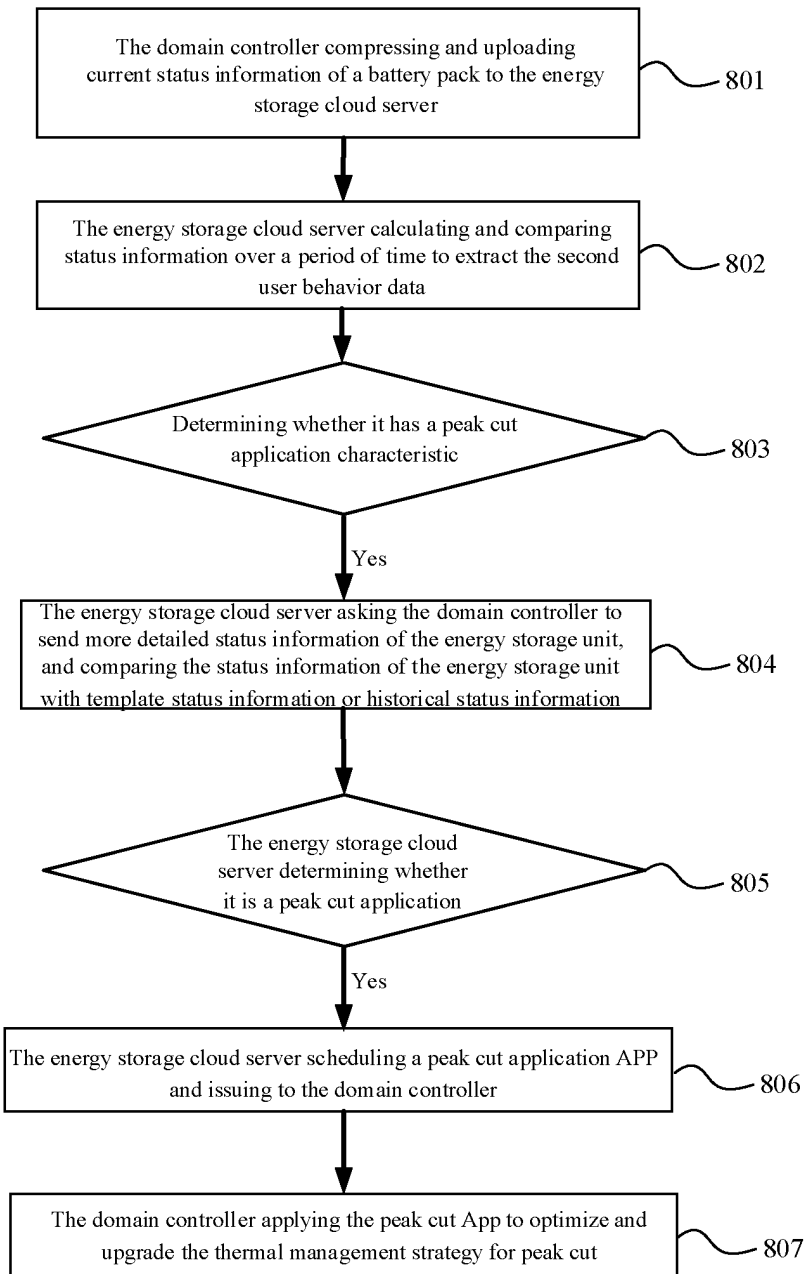 The domain controller compressing and uploading
current status information of a battery pack to the energy
storage cloud server
801
The energy storage cloud server calculating and comparing
status information over a period of time to extract the second
user behavior data
802
Determining whether it has a peak cut
application characteristic
803
Yes
The energy storage cloud server asking the domain controller to
send more detailed status information of the energy storage unit,
and comparing the status information of the energy storage unit
with template status information or historical status information
804
The energy storage cloud
server determining whether
it is a peak cut application
805
Yes
The energy storage cloud server scheduling a peak cut application APP
and issuing to the domain controller
806
The domain controller applying the peak cut App to optimize and
upgrade the thermal management strategy for peak cut
807